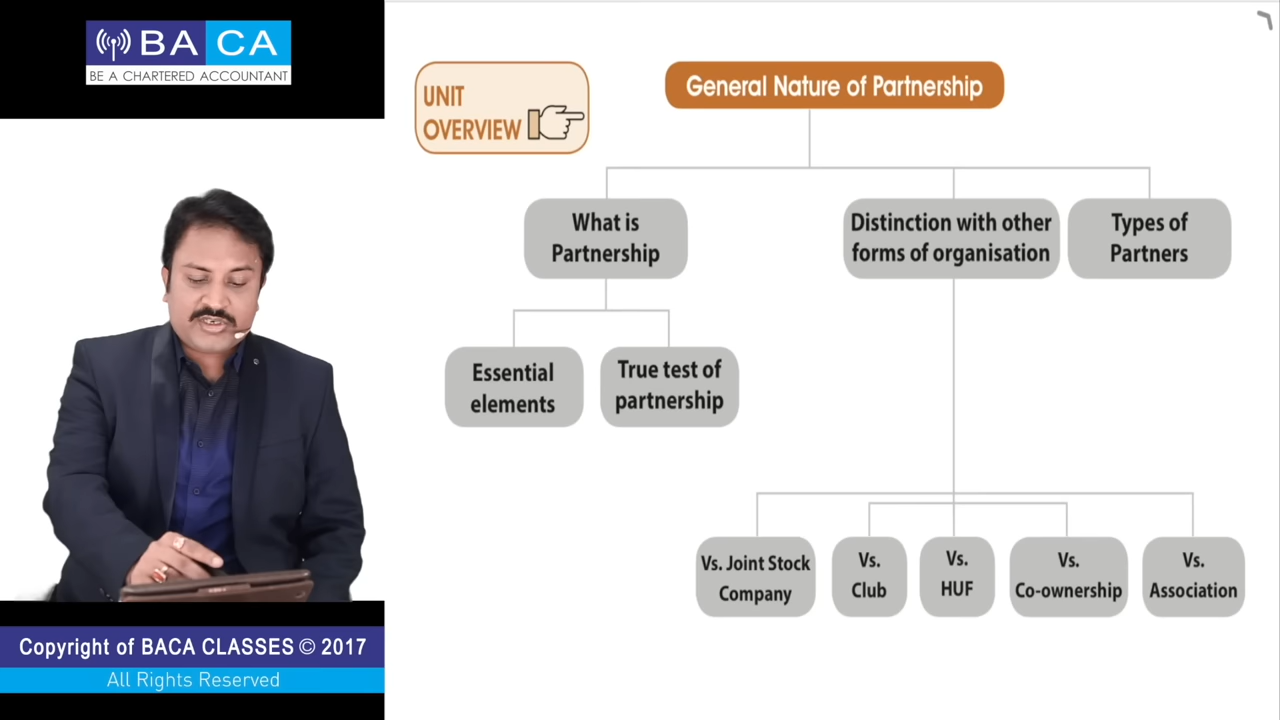 BA CA
BE A CHARTERED ACCOUNTANT
UNIT
OVERVIEW
General Nature of Partnership
What is
Partnership
Distinction with other
forms of organisation
Types of
Partners
Essential
elements
True test of
partnership
Vs. Joint Stock
Company
Vs.
Club
Vs.
HUF
Vs.
Co-ownership
Vs.
Association
Copyright of BACA CLASSES © 2017
All Rights Reserved